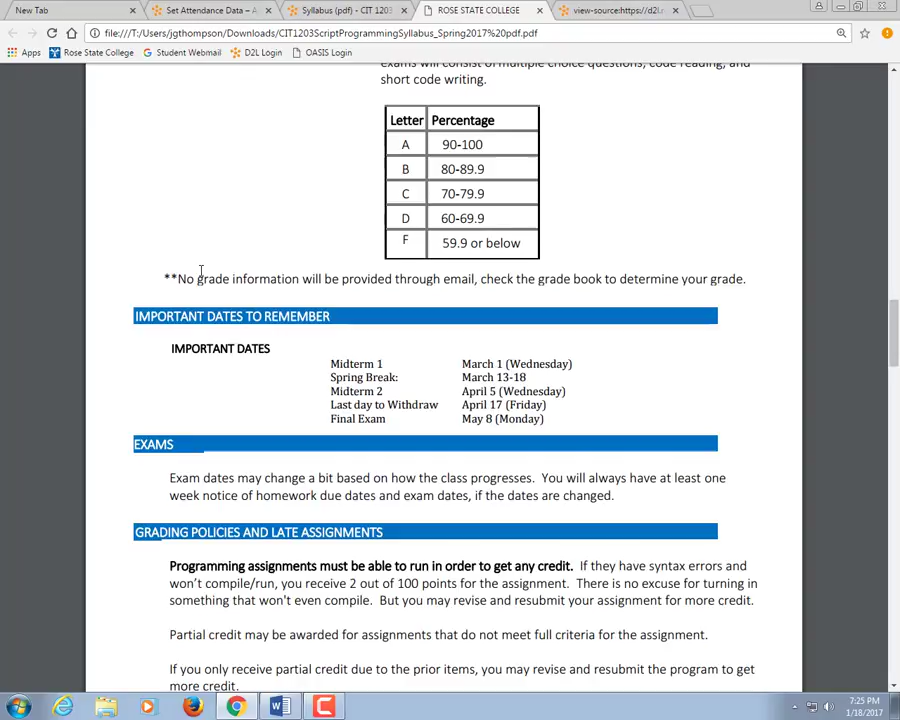 New Tab
Set Attendance Data – A
Syllabus (pdf) - CIT 1203
ROSE STATE COLLEGE
view-source:https://d2l.
file:///T:/Users/jgthompson/Downloads/CIT1203ScriptProgrammingSyllabus_Spring2017%20pdf.pdf
Apps
Rose State College
Student Webmail
D2L Login
OASIS Login
exams will consist of multiple choice questions, code reading, and
short code writing.
Letter Percentage
A 90-100
B 80-89.9
C 70-79.9
D 60-69.9
F 59.9 or below
**No grade information will be provided through email, check the grade book to determine your grade.
IMPORTANT DATES TO REMEMBER
IMPORTANT DATES
Midterm 1 March 1 (Wednesday)
Spring Break: March 13-18
Midterm 2 April 5 (Wednesday)
Last day to Withdraw April 17 (Friday)
Final Exam May 8 (Monday)
EXAMS
Exam dates may change a bit based on how the class progresses. You will always have at least one
week notice of homework due dates and exam dates, if the dates are changed.
GRADING POLICIES AND LATE ASSIGNMENTS
Programming assignments must be able to run in order to get any credit. If they have syntax errors and
won't compile/run, you receive 2 out of 100 points for the assignment. There is no excuse for turning in
something that won't even compile. But you may revise and resubmit your assignment for more credit.
Partial credit may be awarded for assignments that do not meet full criteria for the assignment.
If you only receive partial credit due to the prior items, you may revise and resubmit the program to get
more credit.
7:25 PM
1/18/2017